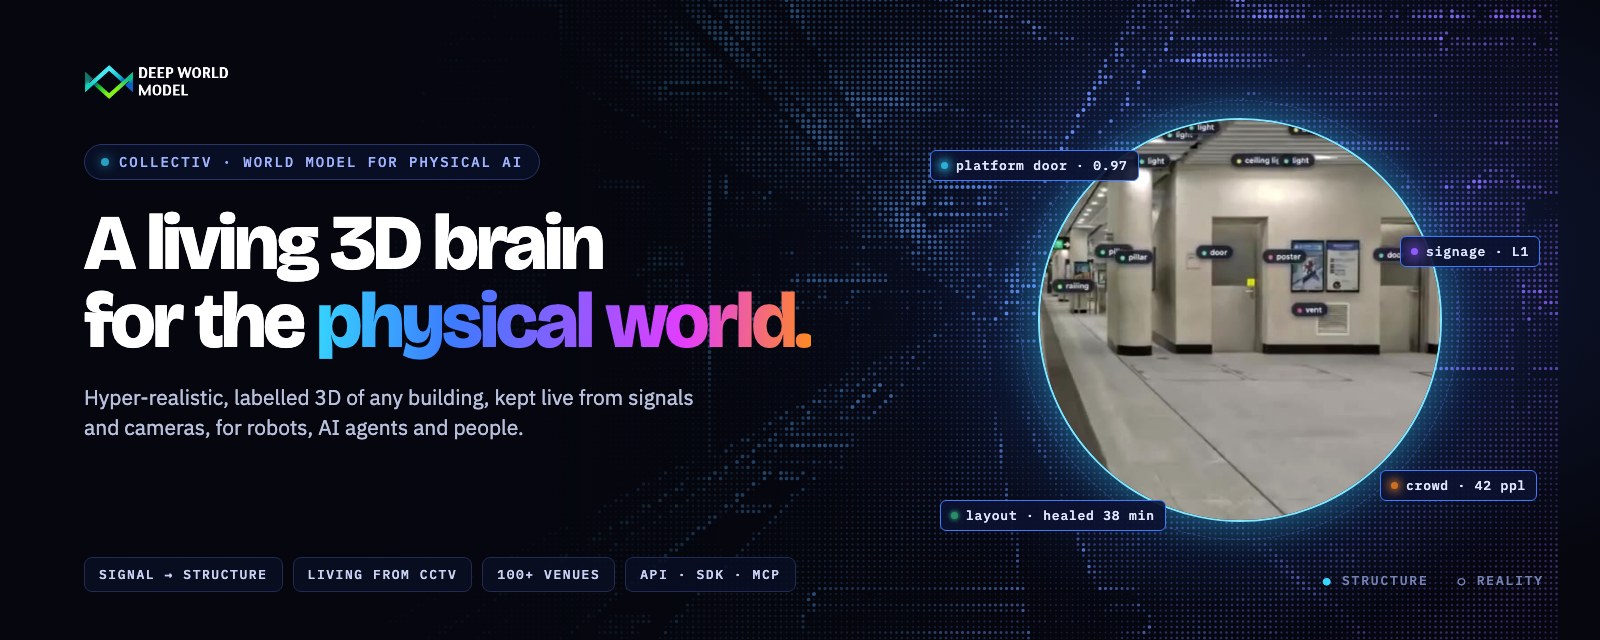 DEEP WORLD
MODEL
COLLECTIV · WORLD MODEL FOR PHYSICAL AI
A living 3D brain
for the physical world.
Hyper-realistic, labelled 3D of any building, kept live from signals
and cameras, for robots, AI agents and people.
SIGNAL → STRUCTURE
LIVING FROM CCTV
100+ VENUES
API · SDK · MCP
light
light
platform door · 0.97
light
ceiling
light
signage · L1
pillar
door
poster
railing
vent
crowd · 42 ppl
layout · healed 38 min
STRUCTURE
REALITY